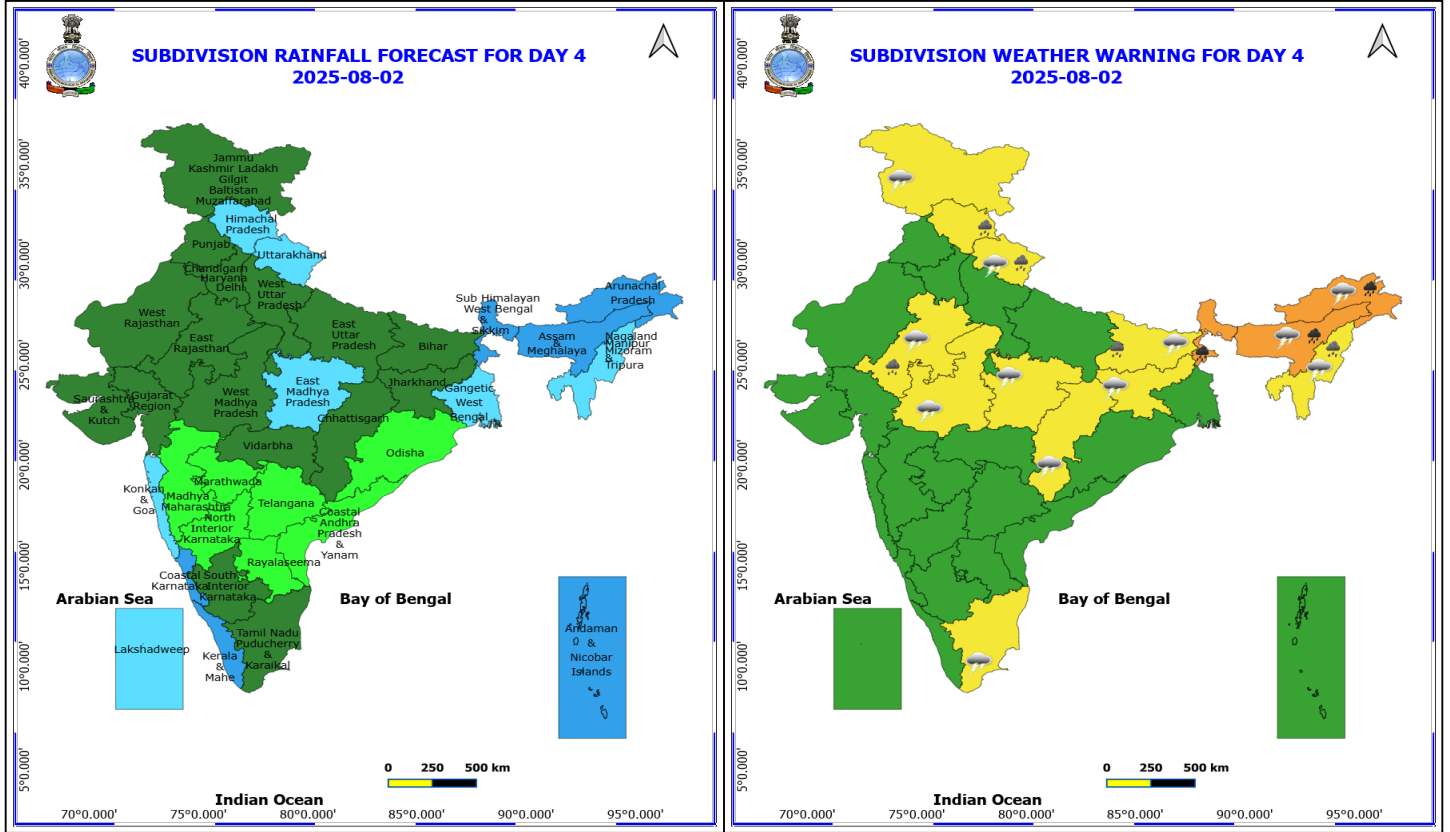 SUBDIVISION RAINFALL FORECAST FOR DAY 4
2025-08-02
40°0.000'
35°0.000'
30°0.000'
25°0.000'
20°0.000'
15°0.000'
10°0.000'
5°0.000'
Jammu
Kashmir Ladakh
Gilgit
Baltistan
Muzaffarabad
Himachal
Pradesh
Punjab
Uttarakhand
Chandigarh
Haryana
Delhi
West
Uttar
Pradesh
West
Rajasthan
East
Rajasthan
East
Uttar
Pradesh
Bihar
Sub Himalayan
West Bengal
&
Sikkim
Arunachal
Pradesh
Assam
&
Meghalaya
Nagaland
Manipur
Mizoram
&
Tripura
Saurashtra
&
Kutch
Gujarat
Region
West
Madhya
Pradesh
East
Madhya
Pradesh
Jharkhand
Gangetic
West
Bengal
Chhattisgarh
Vidarbha
Odisha
Konkan
&
Goa
Madhya
Maharashtra
Marathwada
Telangana
North
Interior
Karnataka
Coastal
Andhra
Pradesh
&
Yanam
Rayalaseema
Coastal
Karnataka
South
Interior
Karnataka
Tamil Nadu
Puducherry
&
Karaikal
Kerala
&
Mahe
Lakshadweep
Andaman
&
Nicobar
Islands
Arabian Sea
Bay of Bengal
Indian Ocean
0 250 500 km
70°0.000' 75°0.000' 80°0.000' 85°0.000' 90°0.000' 95°0.000'
SUBDIVISION WEATHER WARNING FOR DAY 4
2025-08-02
40°0.000'
35°0.000'
30°0.000'
25°0.000'
20°0.000'
15°0.000'
10°0.000'
5°0.000'
Arabian Sea
Bay of Bengal
Indian Ocean
0 250 500 km
70°0.000' 75°0.000' 80°0.000' 85°0.000' 90°0.000' 95°0.000'